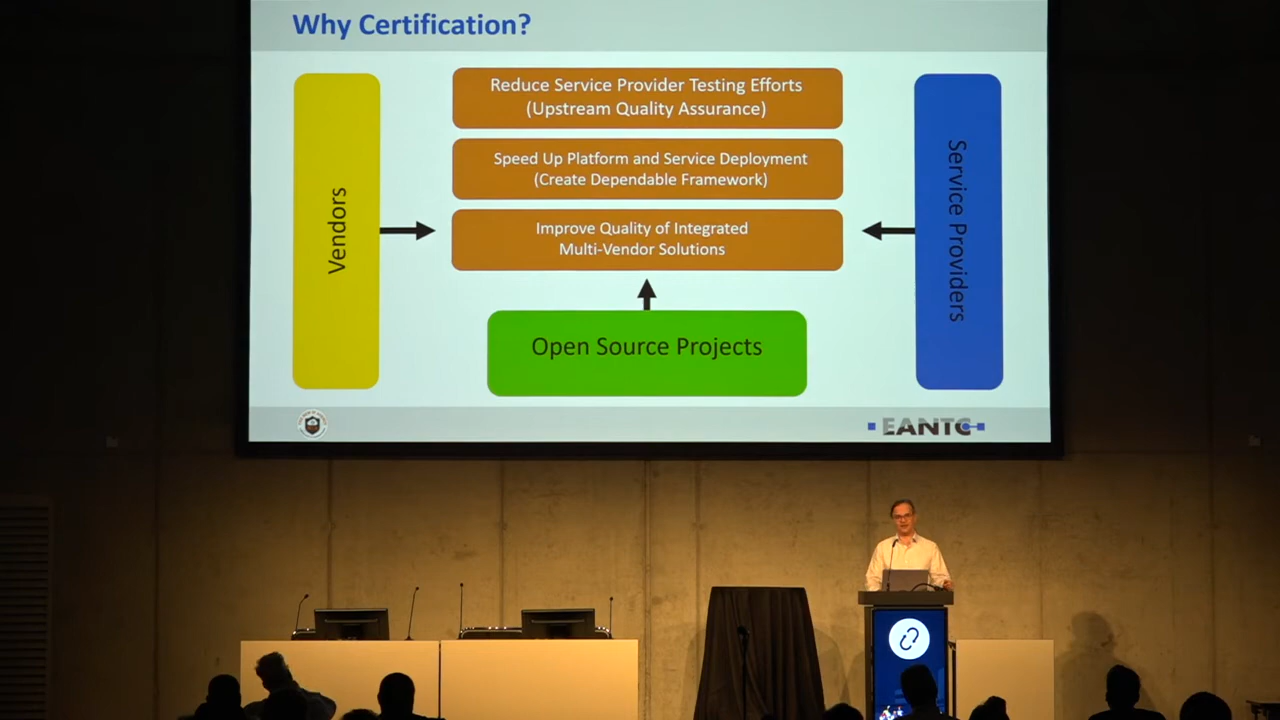 Why Certification?
Vendors
Reduce Service Provider Testing Efforts
(Upstream Quality Assurance)
Speed Up Platform and Service Deployment
(Create Dependable Framework)
Improve Quality of Integrated
Multi-Vendor Solutions
Open Source Projects
Service Providers
EANTC